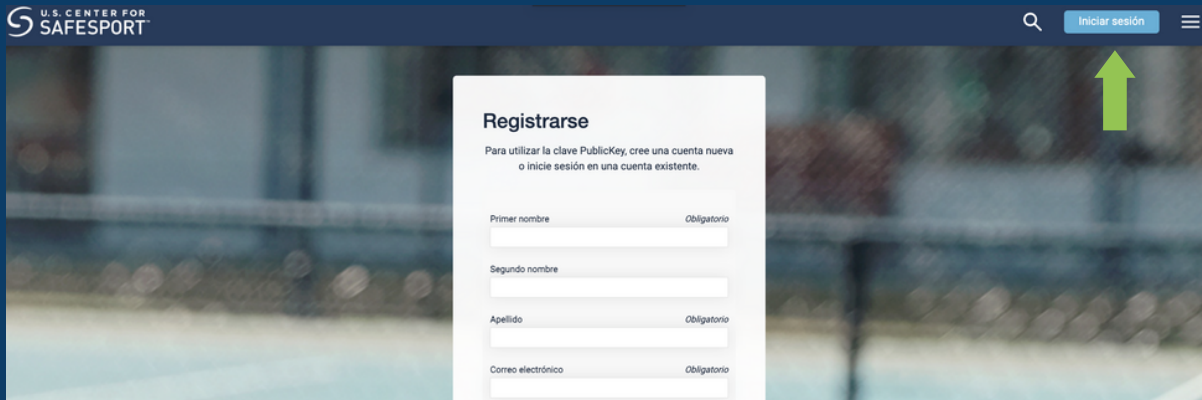 U.S. CENTER FOR
SAFESPORT™
Iniciar sesión
Registrarse
Para utilizar la clave PublicKey, cree una cuenta nueva
o inicie sesión en una cuenta existente.
Primer nombre Obligatorio
Segundo nombre
Apellido Obligatorio
Correo electrónico Obligatorio